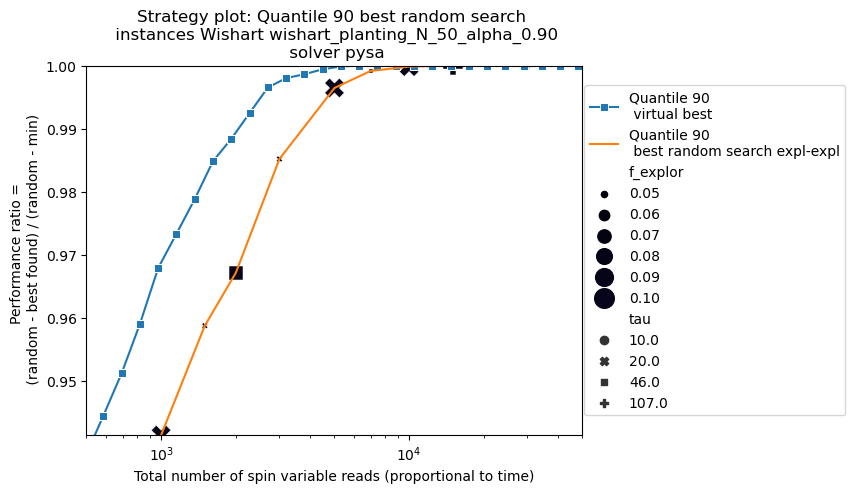 Strategy plot: Quantile 90 best random search
instances Wishart wishart_planting_N_50_alpha_0.90
solver pysa
1.00
0.99
0.98
0.97
0.96
0.95
Performance ratio =
(random - best found) / (random - min)
10^3
10^4
Total number of spin variable reads (proportional to time)
Quantile 90
virtual best
Quantile 90
best random search expl-expl
f_explor
0.05
0.06
0.07
0.08
0.09
0.10
tau
10.0
20.0
46.0
107.0